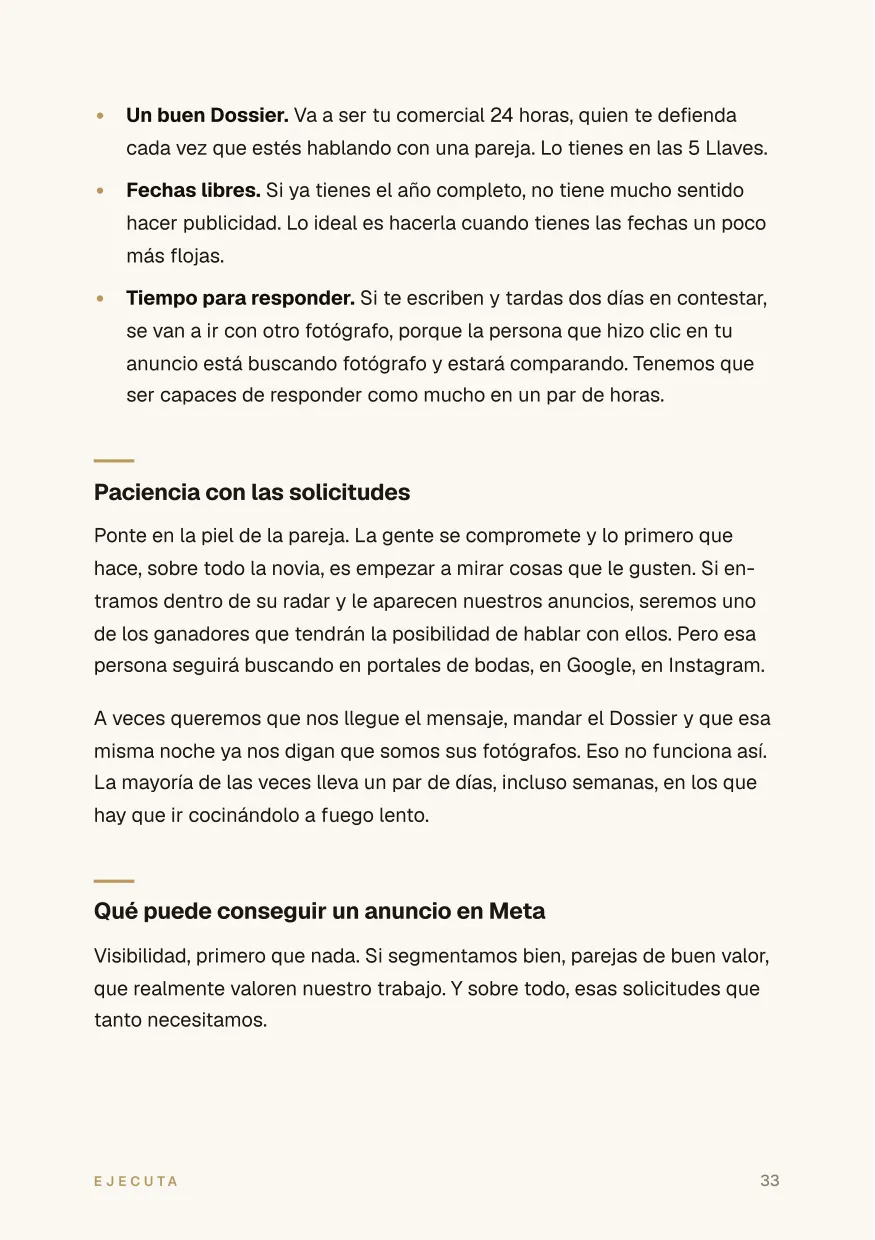 • Un buen Dossier. Va a ser tu comercial 24 horas, quien te defienda
cada vez que estés hablando con una pareja. Lo tienes en las 5 Llaves.
• Fechas libres. Si ya tienes el año completo, no tiene mucho sentido
hacer publicidad. Lo ideal es hacerla cuando tienes las fechas un poco
más flojas.
• Tiempo para responder. Si te escriben y tardas dos días en contestar,
se van a ir con otro fotógrafo, porque la persona que hizo clic en tu
anuncio está buscando fotógrafo y estará comparando. Tenemos que
ser capaces de responder como mucho en un par de horas.
Paciencia con las solicitudes
Ponte en la piel de la pareja. La gente se compromete y lo primero que
hace, sobre todo la novia, es empezar a mirar cosas que le gusten. Si en-
tramos dentro de su radar y le aparecen nuestros anuncios, seremos uno
de los ganadores que tendrán la posibilidad de hablar con ellos. Pero esa
persona seguirá buscando en portales de bodas, en Google, en Instagram.
A veces queremos que nos llegue el mensaje, mandar el Dossier y que esa
misma noche ya nos digan que somos sus fotógrafos. Eso no funciona así.
La mayoría de las veces lleva un par de días, incluso semanas, en los que
hay que ir cocinándolo a fuego lento.
Qué puede conseguir un anuncio en Meta
Visibilidad, primero que nada. Si segmentamos bien, parejas de buen valor,
que realmente valoren nuestro trabajo. Y sobre todo, esas solicitudes que
tanto necesitamos.
EJECUTA
33